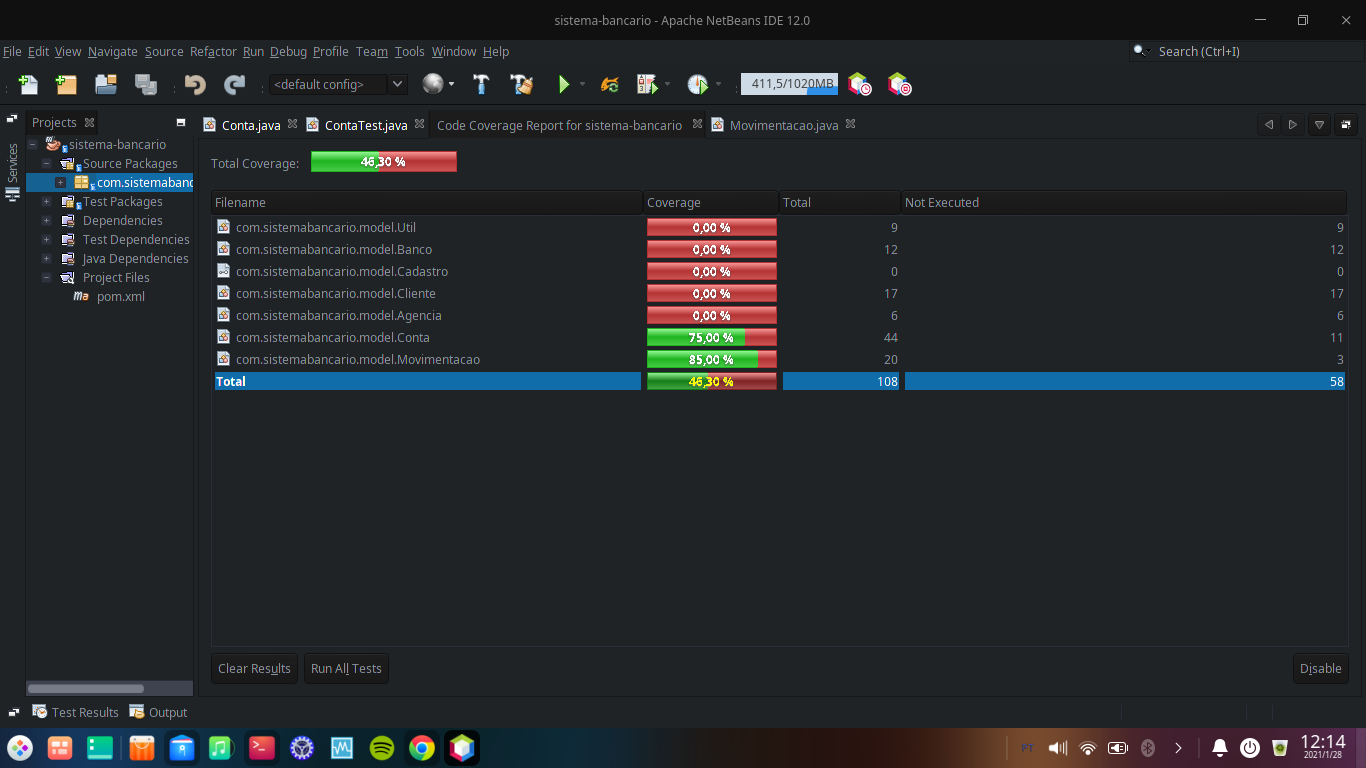 sistema-bancario - Apache NetBeans IDE 12.0
File Edit View Navigate Source Refactor Run Debug Profile Team Tools Window Help
Search (Ctrl+I)
<default config>
411,5/1020MB
Services
Projects
sistema-bancario
Source Packages
com.sistemabanc
Test Packages
Dependencies
Test Dependencies
Java Dependencies
Project Files
pom.xml
Conta.java ContaTest.java Code Coverage Report for sistema-bancario Movimentacao.java
Total Coverage: 46,30 %
Filename Coverage Total Not Executed
com.sistemabancario.model.Util 0,00 % 9 9
com.sistemabancario.model.Banco 0,00 % 12 12
com.sistemabancario.model.Cadastro 0,00 % 0 0
com.sistemabancario.model.Cliente 0,00 % 17 17
com.sistemabancario.model.Agencia 0,00 % 6 6
com.sistemabancario.model.Conta 75,00 % 44 11
com.sistemabancario.model.Movimentacao 85,00 % 20 3
Total 46,30 % 108 58
Clear Results Run All Tests Disable
Test Results Output
PT
12:14
2021/1/28